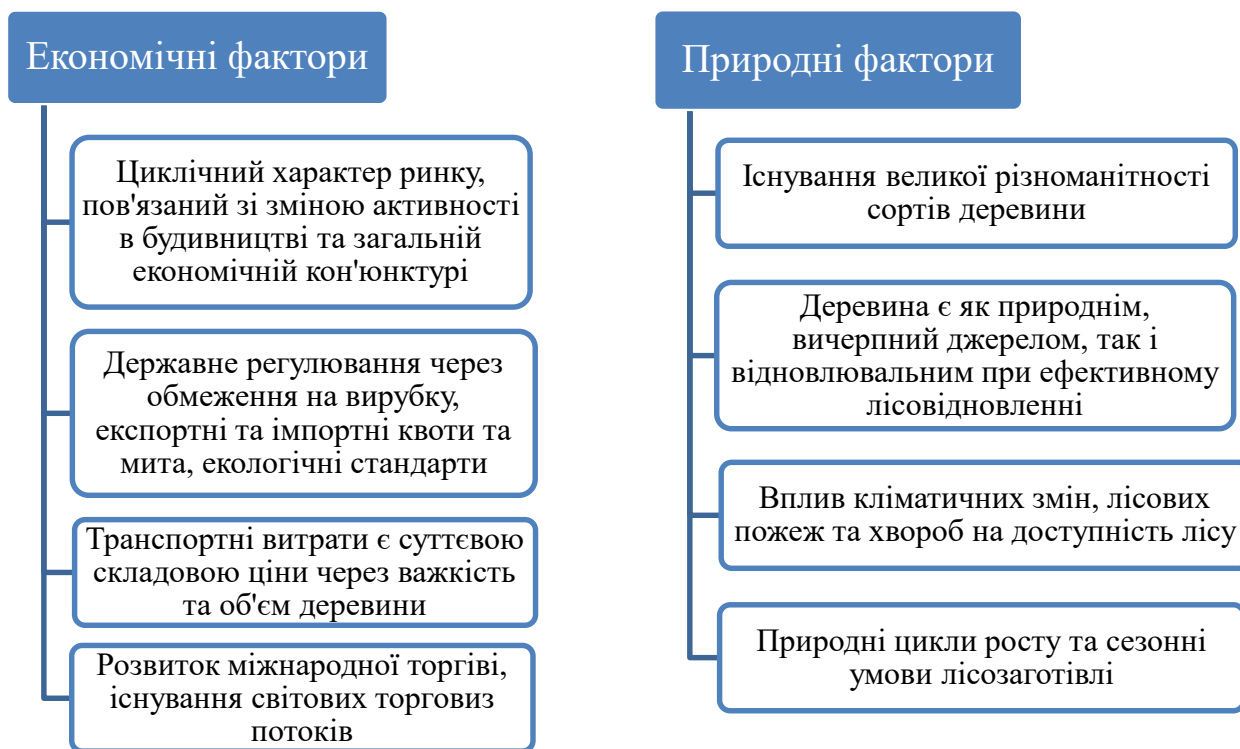 Економічні фактори
Циклічний характер ринку,
пов'язаний зі зміною активності
в будивництві та загальній
економічній кон'юнктурі
Державне регулювання через
обмеження на вирубку,
експортні та імпортні квоти та
мита, екологічні стандарти
Транспортні витрати є суттєвою
складовою ціни через важкість
та об'єм деревини
Розвиток міжнародної торгіві,
існування світових торговиз
потоків
Природні фактори
Існування великої різноманітності
сортів деревини
Деревина є як природнім,
вичерпний джерелом, так і
відновлювальним при ефективному
лісовідновленні
Вплив кліматичних змін, лісових
пожеж та хвороб на доступність лісу
Природні цикли росту та сезонні
умови лісозаготівлі